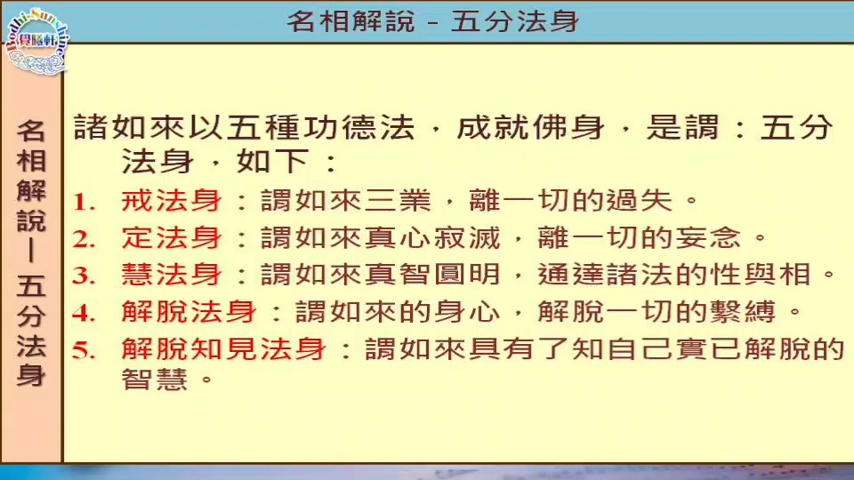 名相解說－五分法身
Bodhi-Sunshine
覺曦軒
名相解說｜五分法身
諸如來以五種功德法，成就佛身，是謂：五分
法身，如下：
1. 戒法身：謂如來三業，離一切的過失。
2. 定法身：謂如來真心寂滅，離一切的妄念。
3. 慧法身：謂如來真智圓明，通達諸法的性與相。
4. 解脫法身：謂如來的身心，解脫一切的繫縛。
5. 解脫知見法身：謂如來具有了知自己實已解脫的
智慧。